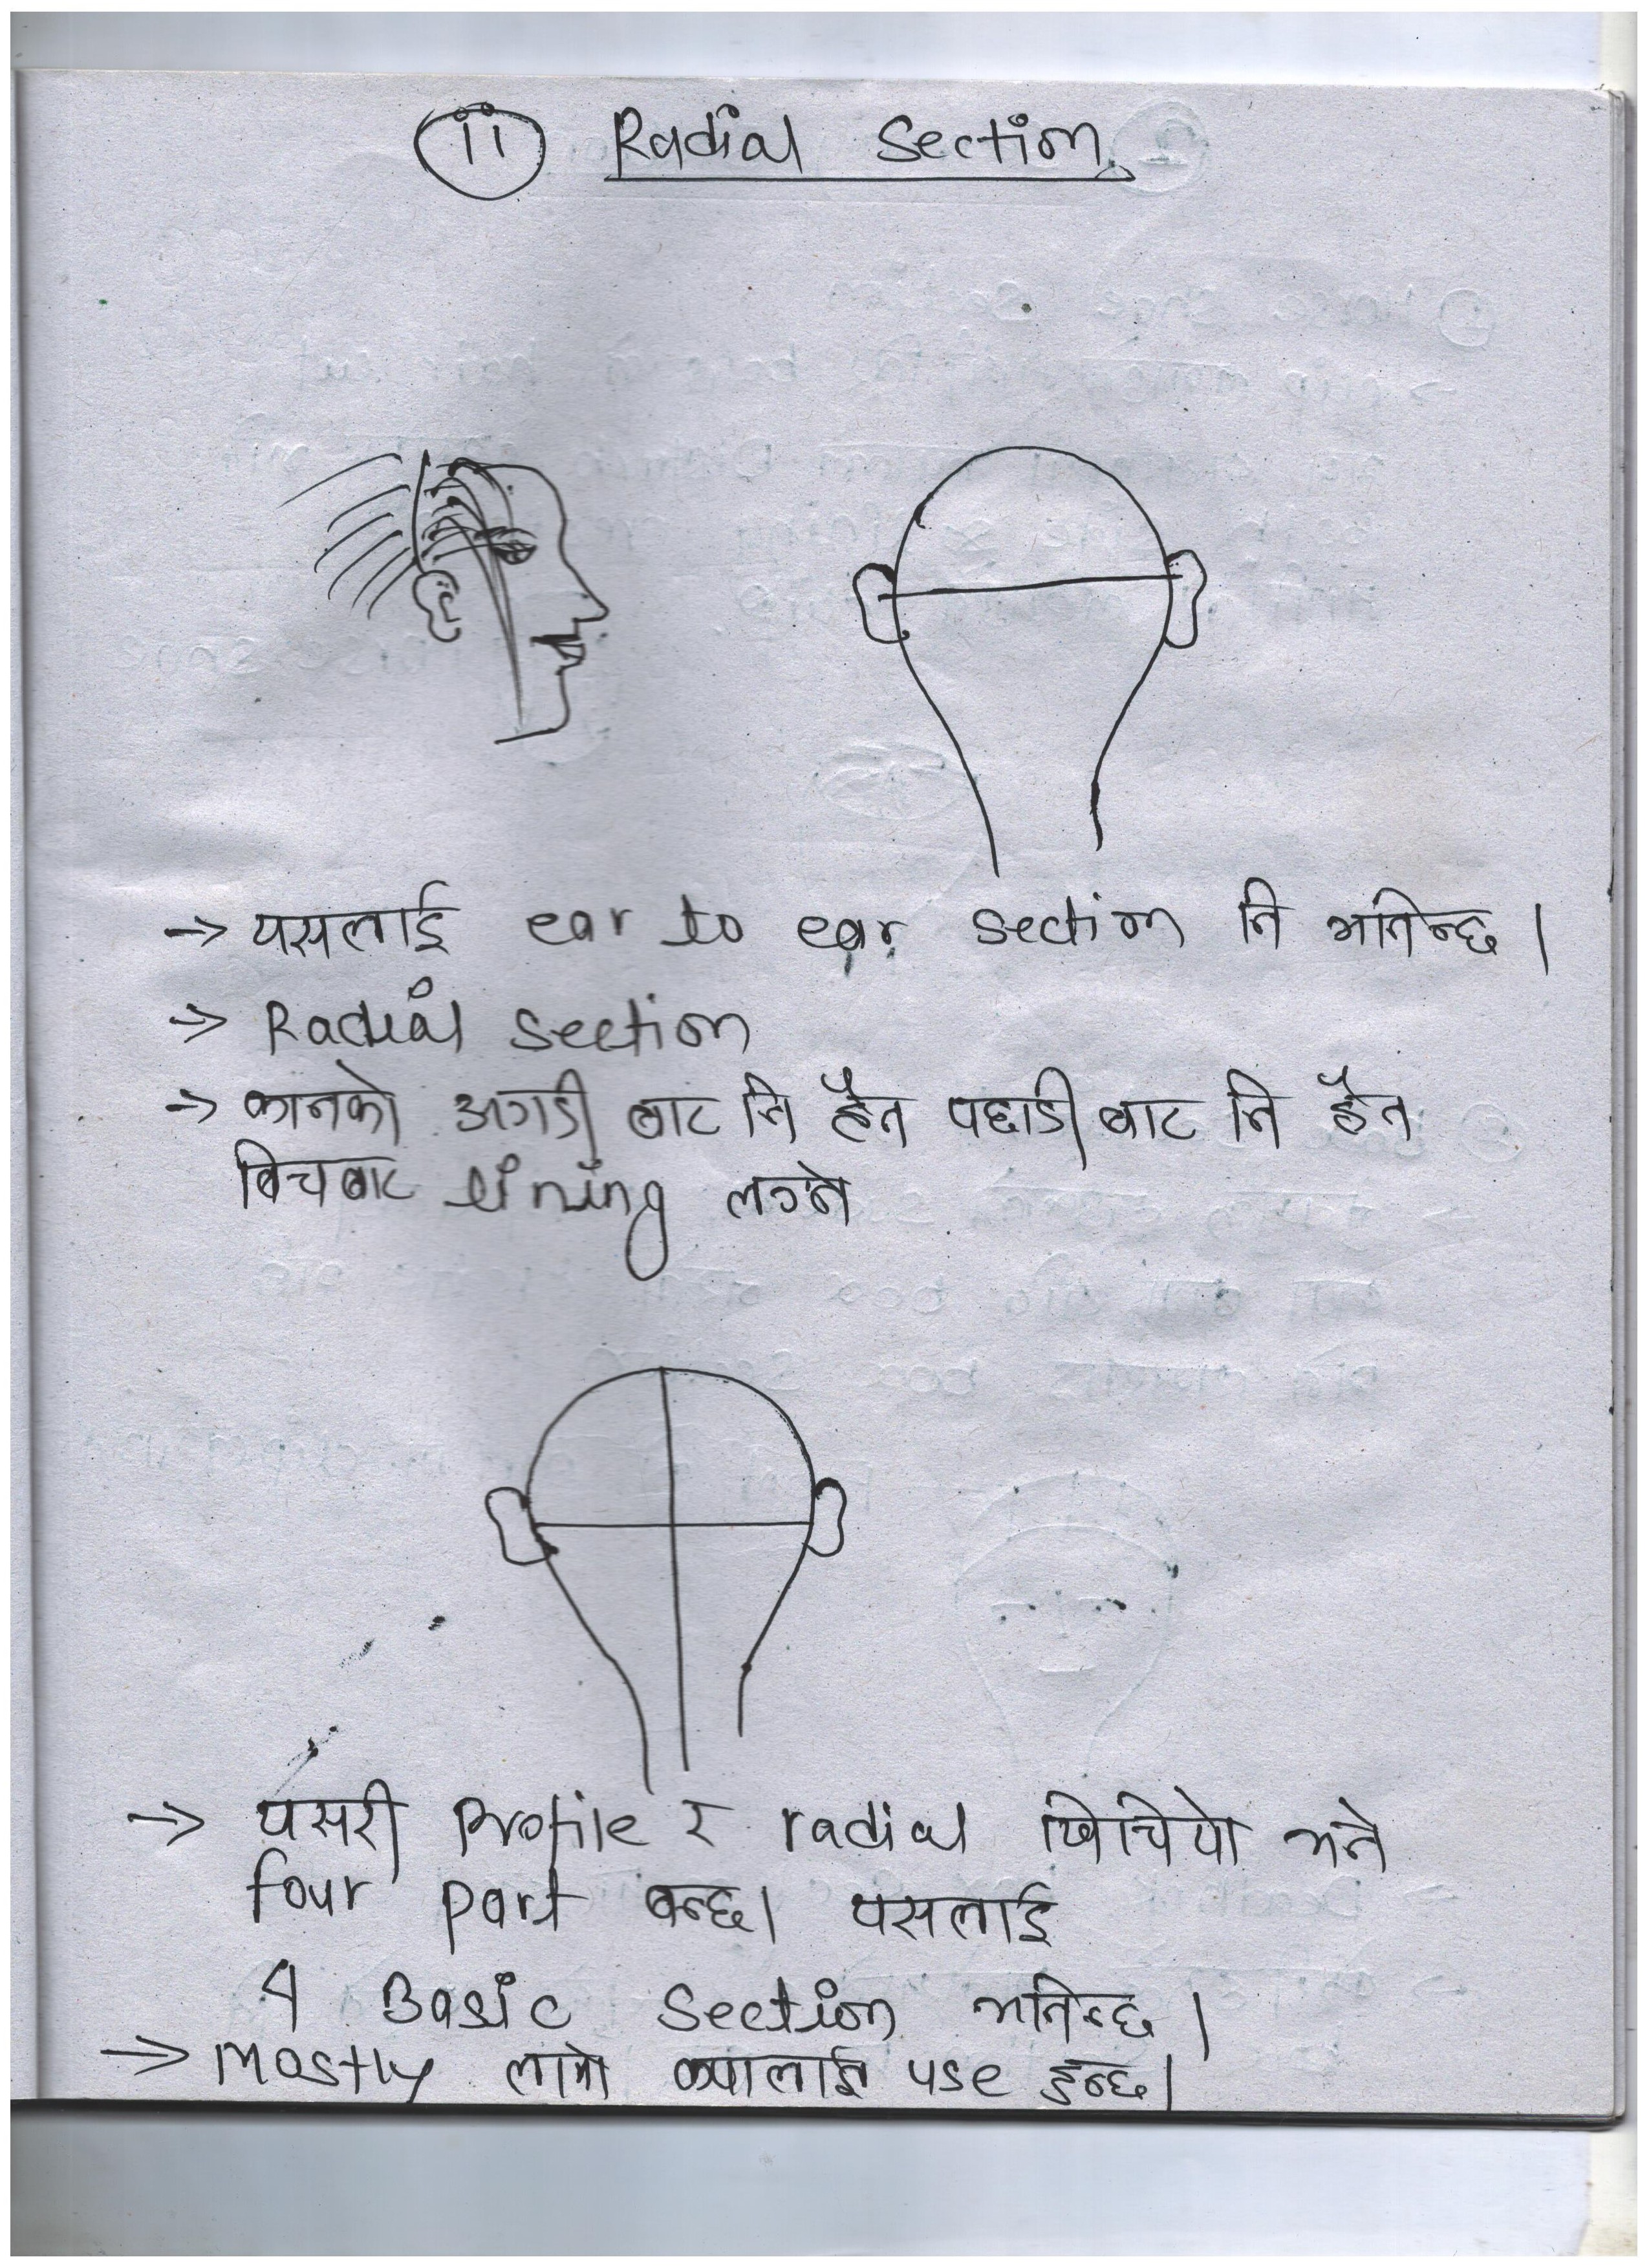 ii Radial Section
→ यसलाई ear to ear section नि भनिन्छ।
→ Radial section
→ कानको अगाडी बाट नि हैन पछाडी बाट नि हैन
बिचबाट lining लग्ने
→ यसरी Profile र radial खिचियो भने
four part बन्छ। यसलाई
4 Basic Section भनिन्छ।
→ Mostly लामो कपालाई use हुन्छ।